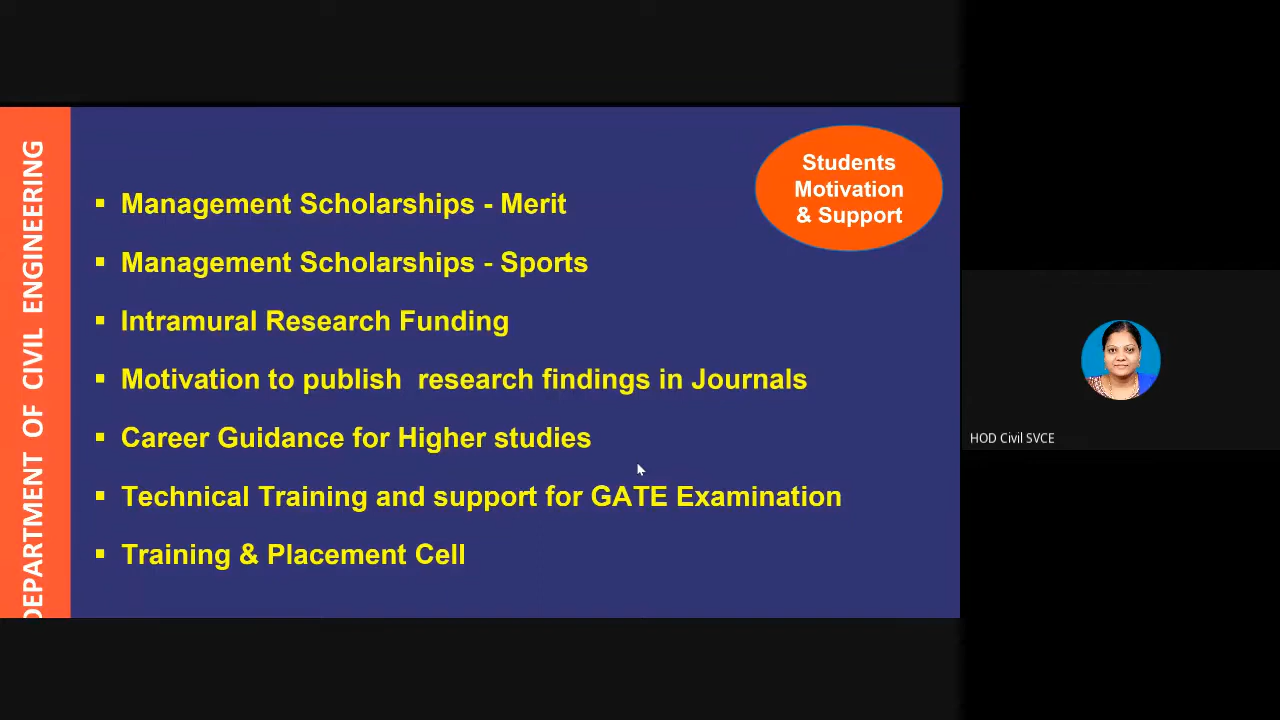 DEPARTMENT OF CIVIL ENGINEERING
Students
Motivation
& Support
▪ Management Scholarships - Merit
▪ Management Scholarships - Sports
▪ Intramural Research Funding
▪ Motivation to publish  research findings in Journals
▪ Career Guidance for Higher studies
▪ Technical Training and support for GATE Examination
▪ Training & Placement Cell
HOD Civil SVCE